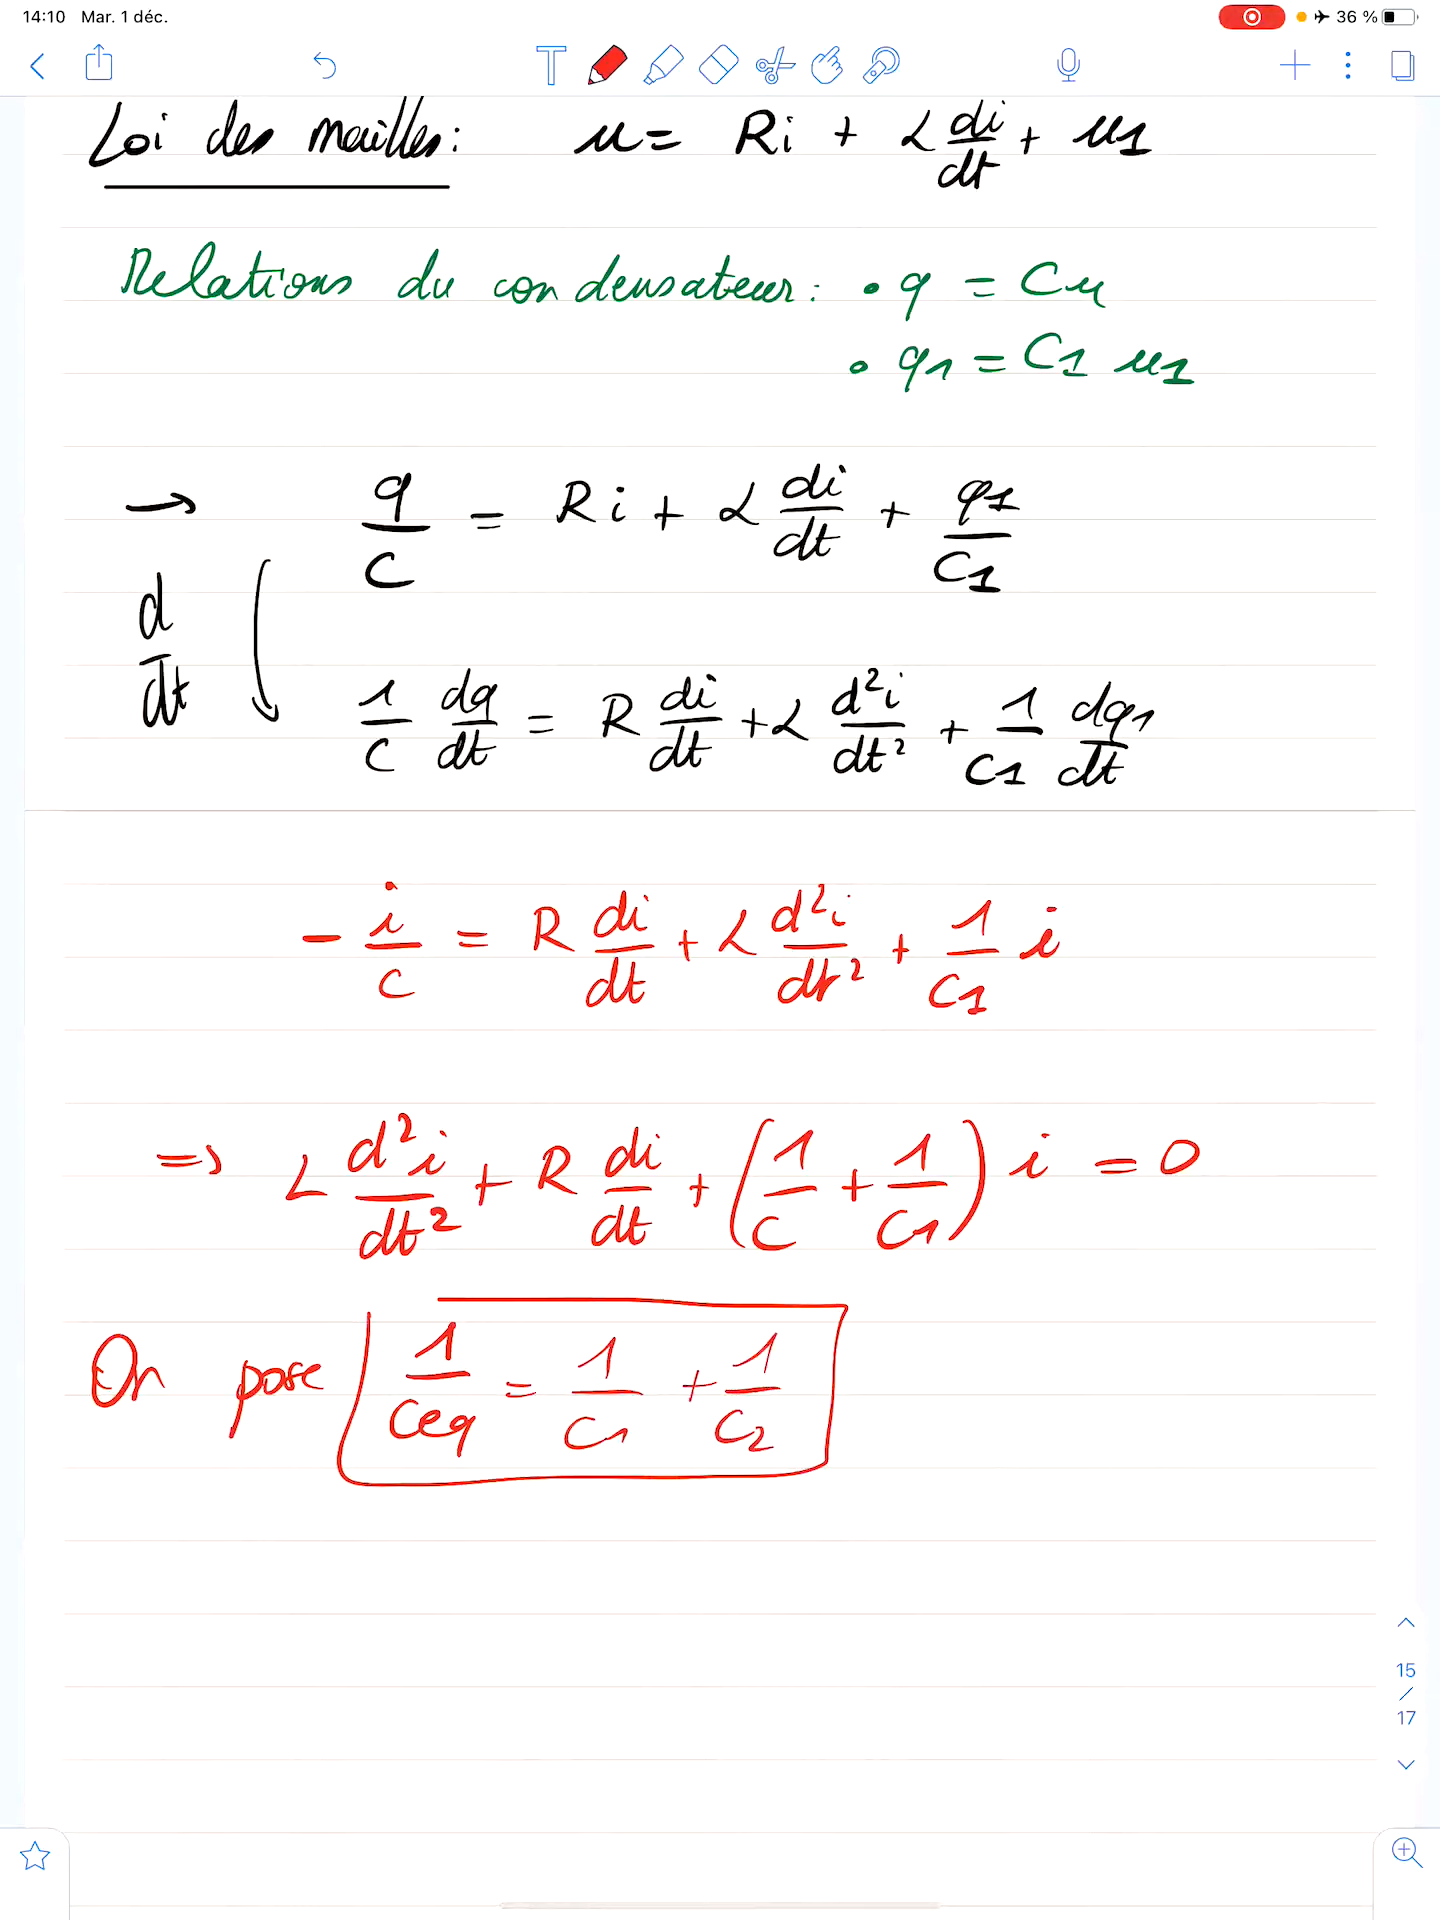 14:10 Mar. 1 déc. 36 %
Loi des mailles : u = Ri + L di/dt + u1
Relations du condensateur : • q = Cu
• q1 = C1 u1
→ q/C = Ri + L di/dt + q1/C1
d/dt
1/C dq/dt = R di/dt + L d²i/dt² + 1/C1 dq1/dt
- i/C = R di/dt + L d²i/dt² + 1/C1 i
=> L d²i/dt² + R di/dt + (1/C + 1/C1) i = 0
On pose 1/Ceq = 1/C1 + 1/C2
15
/
17